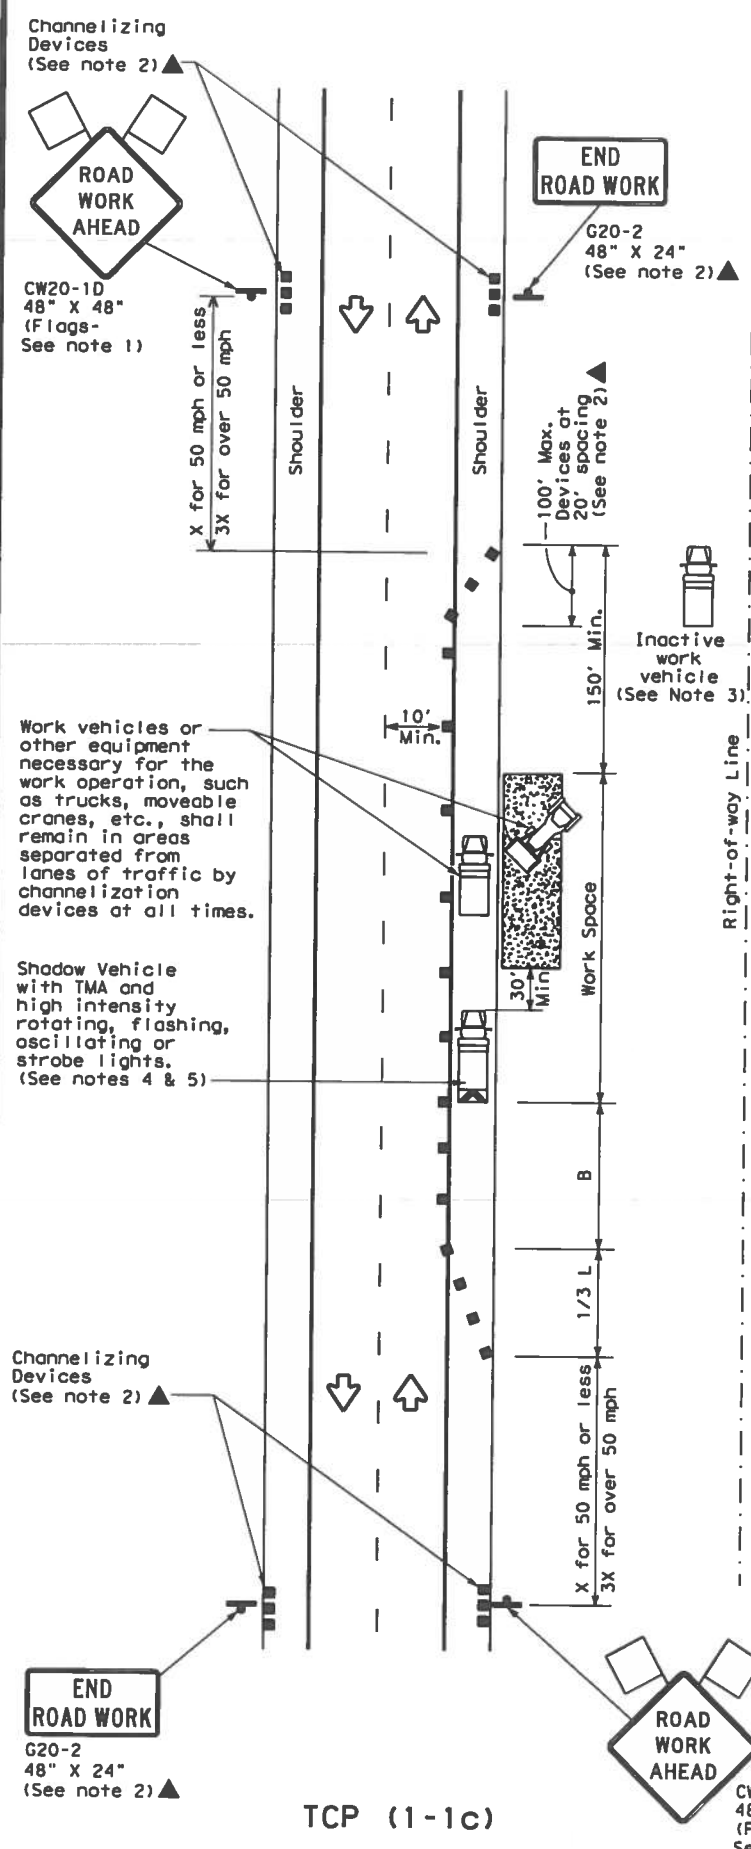 Channelizing
Devices
(See note 2) ▲
ROAD
WORK
AHEAD
CW20-1D
48" X 48"
(Flags-
See note 1)
END
ROAD WORK
G20-2
48" X 24"
(See note 2) ▲
X for 50 mph or less
3X for over 50 mph
Shoulder
Shoulder
100' Max.
Devices at
20' spacing
(See note 2) ▲
150' Min.
Inactive
work
vehicle
(See Note 3)
Right-of-way Line
10'
Min.
Work vehicles or
other equipment
necessary for the
work operation, such
as trucks, moveable
cranes, etc., shall
remain in areas
separated from
lanes of traffic by
channelization
devices at all times.
Work Space
30'
Min.
Shadow Vehicle
with TMA and
high intensity
rotating, flashing,
oscillating or
strobe lights.
(See notes 4 & 5)
B
1/3 L
Channelizing
Devices
(See note 2) ▲
X for 50 mph or less
3X for over 50 mph
END
ROAD WORK
G20-2
48" X 24"
(See note 2) ▲
ROAD
WORK
AHEAD
TCP (1-1c)